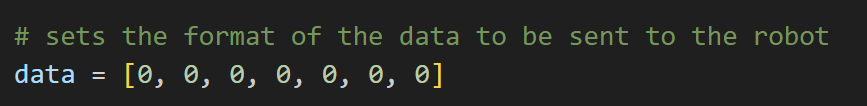 # sets the format of the data to be sent to the robot
data = [0, 0, 0, 0, 0, 0, 0]